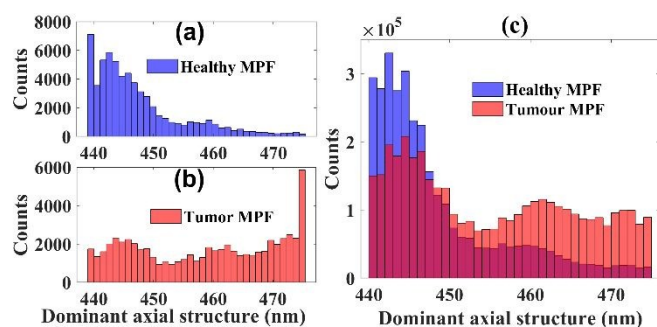 (a)
Healthy MPF
8000
6000
4000
2000
0
Counts
440 450 460 470
(b)
Tumor MPF
6000
4000
2000
0
Counts
440 450 460 470
Dominant axial structure (nm)
×10⁵
(c)
Healthy MPF
Tumour MPF
3
2
1
0
Counts
440 450 460 470
Dominant axial structure (nm)